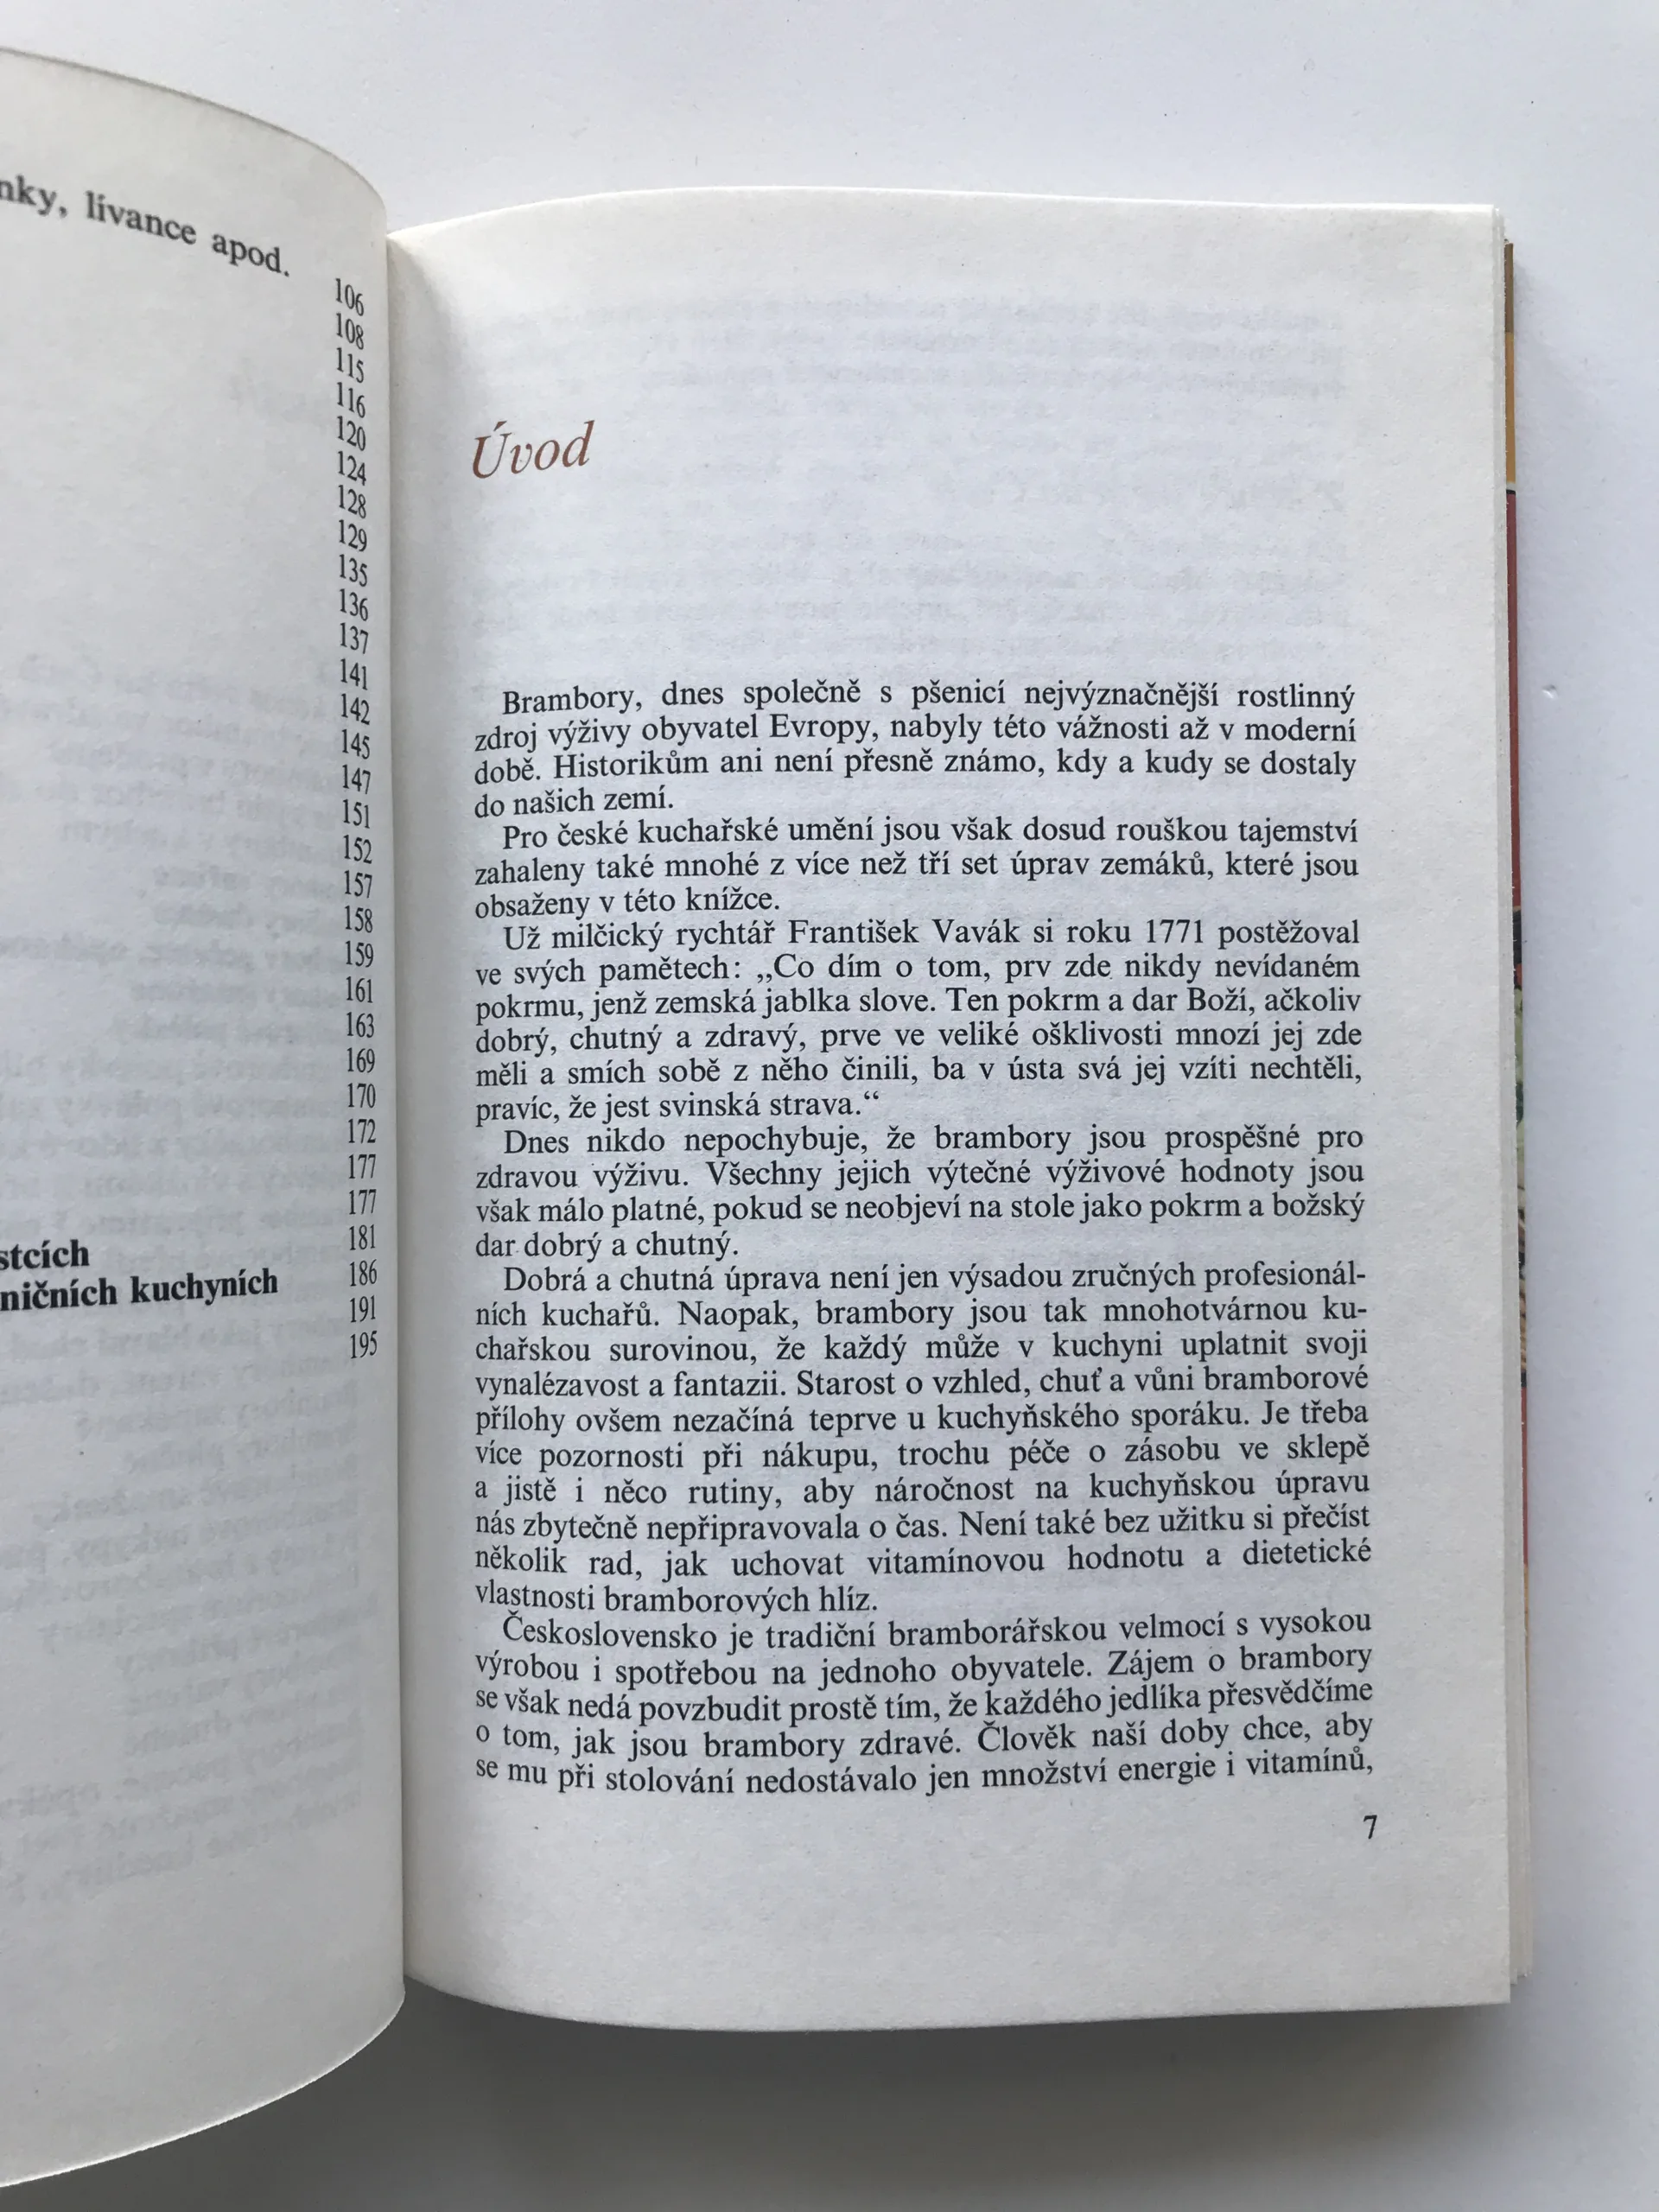 livance apod.
106
108
115
116
120
124
128
129
135
136
137
141
142
145
147
151
152
157
158
159
161
163
169
170
172
177
177
181
186
191
195
kuchyních
Úvod
Brambory, dnes společně s pšenicí nejvýznačnější rostlinný
zdroj výživy obyvatel Evropy, nabyly této vážnosti až v moderní
době. Historikům ani není přesně známo, kdy a kudy se dostaly
do našich zemí.
Pro české kuchařské umění jsou však dosud rouškou tajemství
zahaleny také mnohé z více než tří set úprav zemáků, které jsou
obsaženy v této knížce.
Už milčický rychtář František Vavák si roku 1771 postěžoval
ve svých pamětech: „Co dím o tom, prv zde nikdy nevídaném
pokrmu, jenž zemská jablka slove. Ten pokrm a dar Boží, ačkoliv
dobrý, chutný a zdravý, prve ve veliké ošklivosti mnozí jej zde
měli a smích sobě z něho činili, ba v ústa svá jej vzíti nechtěli,
pravíc, že jest svinská strava.“
Dnes nikdo nepochybuje, že brambory jsou prospěšné pro
zdravou výživu. Všechny jejich výtečné výživové hodnoty jsou
však málo platné, pokud se neobjeví na stole jako pokrm a božský
dar dobrý a chutný.
Dobrá a chutná úprava není jen výsadou zručných profesionál-
ních kuchařů. Naopak, brambory jsou tak mnohotvárnou ku-
chařskou surovinou, že každý může v kuchyni uplatnit svoji
vynalézavost a fantazii. Starost o vzhled, chuť a vůni bramborové
přílohy ovšem nezačíná teprve u kuchyňského sporáku. Je třeba
více pozornosti při nákupu, trochu péče o zásobu ve sklepě
a jistě i něco rutiny, aby náročnost na kuchyňskou úpravu
nás zbytečně nepřipravovala o čas. Není také bez užitku si přečíst
několik rad, jak uchovat vitamínovou hodnotu a dietetické
vlastnosti bramborových hlíz.
Československo je tradiční bramborářskou velmocí s vysokou
výrobou i spotřebou na jednoho obyvatele. Zájem o brambory
se však nedá povzbudit prostě tím, že každého jedlíka přesvědčíme
o tom, jak jsou brambory zdravé. Člověk naší doby chce, aby
se mu při stolování nedostávalo jen množství energie i vitamínů,
7